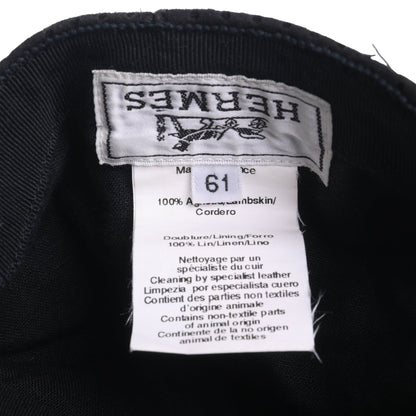 HERMES
Ma
ce
61
100% Agneau/Lambskin/
Cordero
Doublure/Lining/Forro
100% Lin/Linen/Lino
Nettoyage par un
spécialiste du cuir
Cleaning by specialist leather
Limpezia por especialista cuero
Contient des parties non textiles
d'origine animale
Contains non-textile parts
of animal origin
Continente de la no origen
animal de textiles